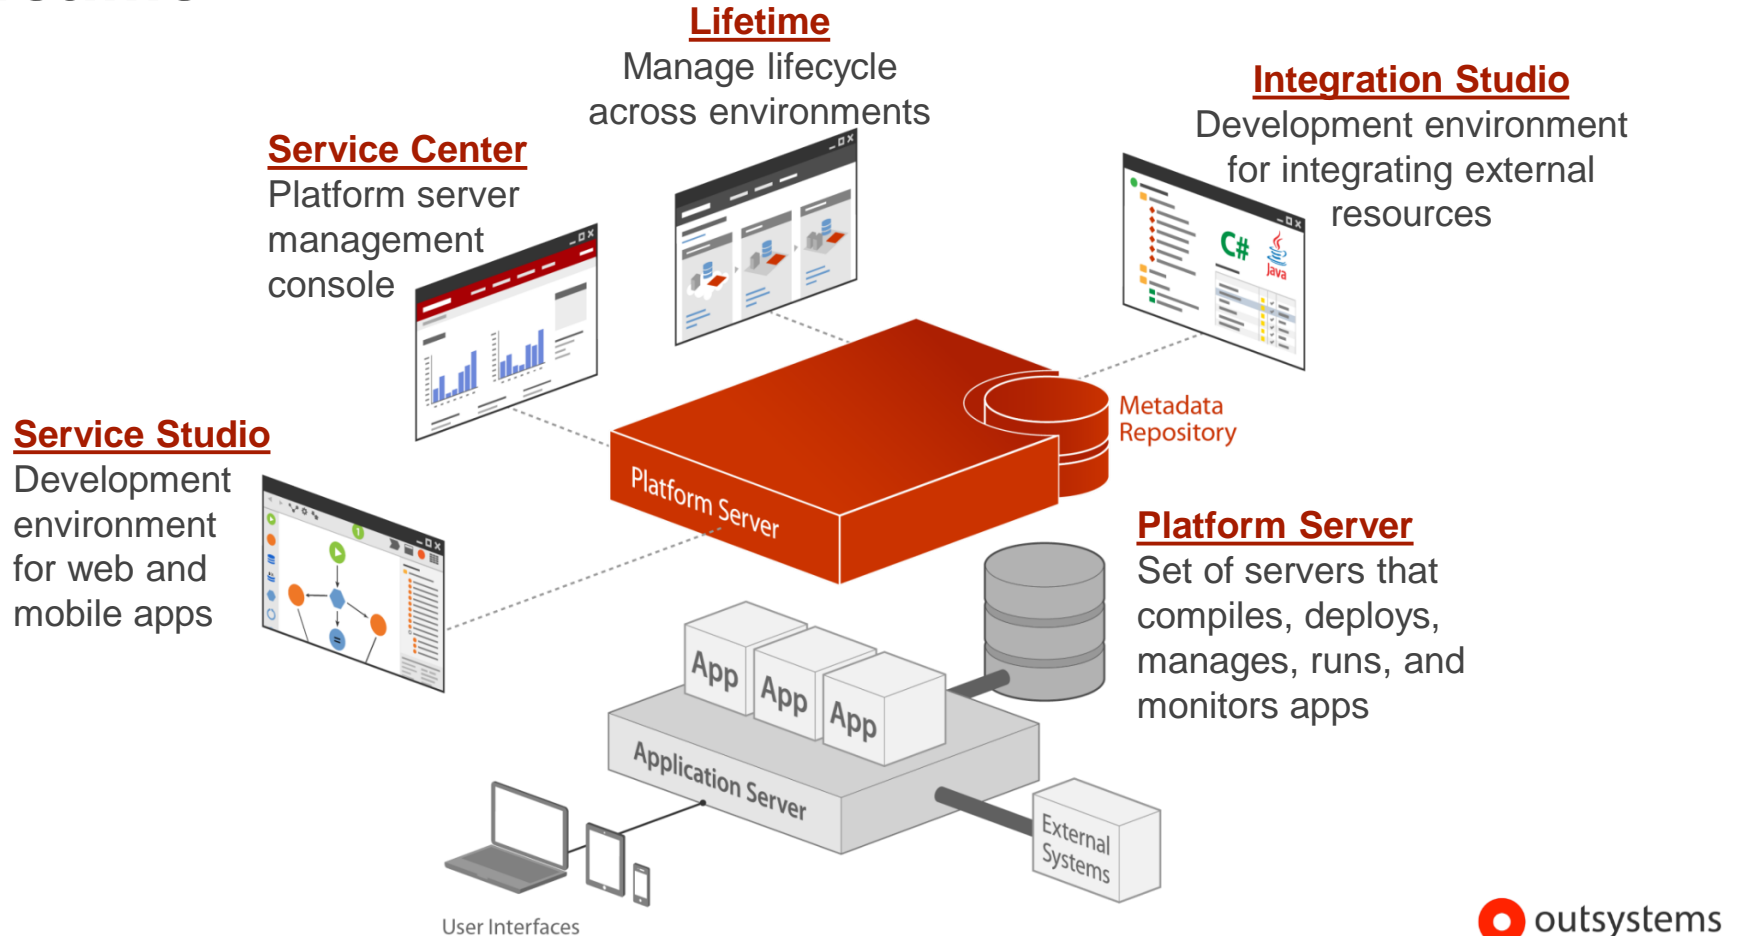 Lifetime
Manage lifecycle
across environments
Integration Studio
Development environment
for integrating external
resources
Service Center
Platform server
management
console
C#
Java
Metadata
Repository
Service Studio
Development
environment
for web and
mobile apps
1
=
Platform Server
Platform Server
Set of servers that
compiles, deploys,
manages, runs, and
monitors apps
App
App
App
Application Server
External
Systems
User Interfaces
outsystems